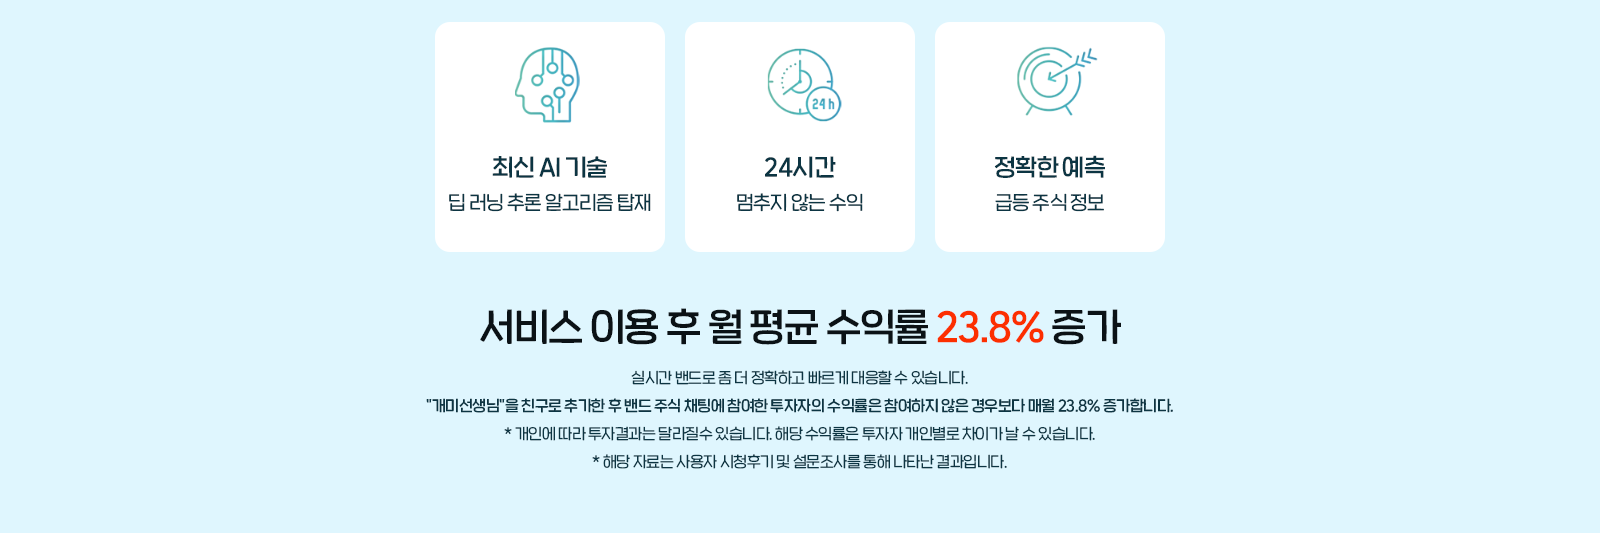 24 h
최신 AI 기술
딥 러닝 추론 알고리즘 탑재
24시간
멈추지 않는 수익
정확한 예측
급등 주식 정보
서비스 이용 후 월 평균 수익률 23.8% 증가
실시간 밴드로 좀 더 정확하고 빠르게 대응할 수 있습니다.
"개미선생님"을 친구로 추가한 후 밴드 주식 채팅에 참여한 투자자의 수익률은 참여하지 않은 경우보다 매월 23.8% 증가합니다.
* 개인에 따라 투자결과는 달라질수 있습니다. 해당 수익률은 투자자 개인별로 차이가 날 수 있습니다.
* 해당 자료는 사용자 시청후기 및 설문조사를 통해 나타난 결과입니다.